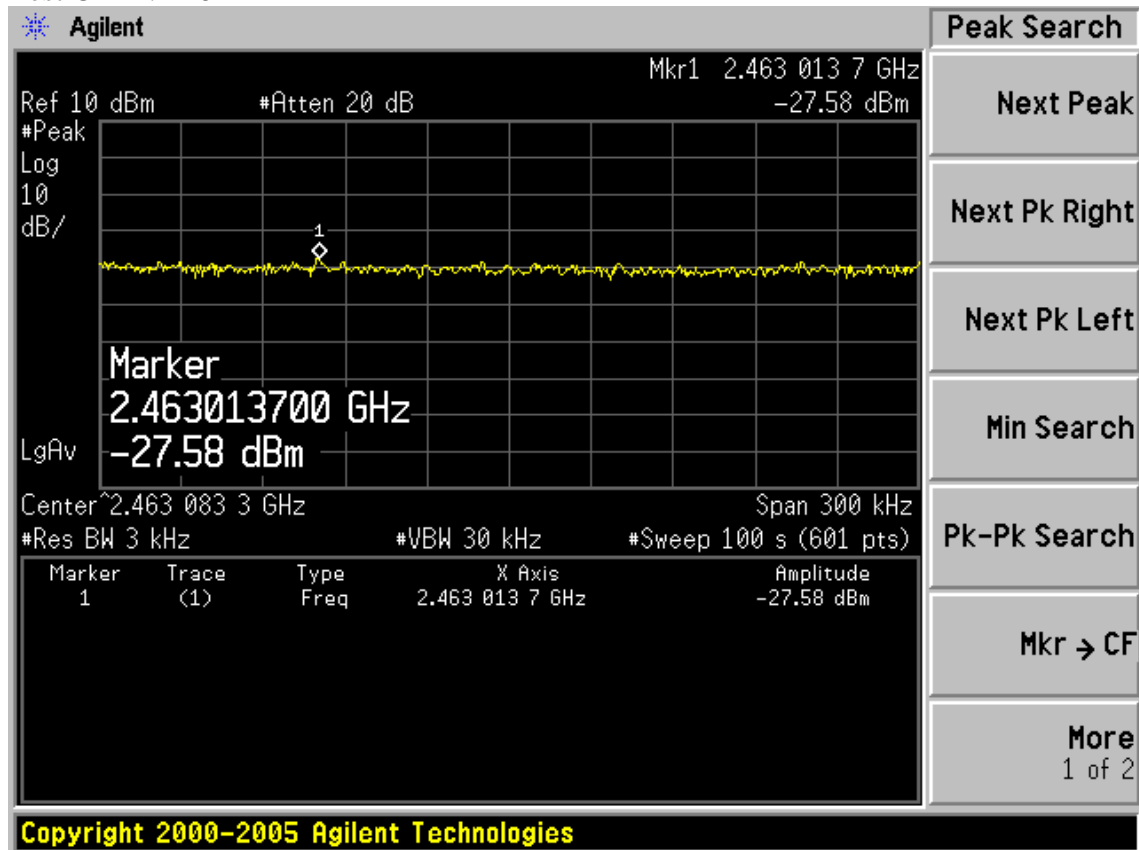 Agilent
Peak Search
Mkr1 2.463 013 7 GHz
Ref 10 dBm #Atten 20 dB -27.58 dBm
#Peak
Log
10
dB/
1
Marker
2.463013700 GHz
-27.58 dBm
LgAv
Center^2.463 083 3 GHz Span 300 kHz
#Res BW 3 kHz #VBW 30 kHz #Sweep 100 s (601 pts)
Marker Trace Type X Axis Amplitude
1 (1) Freq 2.463 013 7 GHz -27.58 dBm
Next Peak
Next Pk Right
Next Pk Left
Min Search
Pk-Pk Search
Mkr → CF
More
1 of 2
Copyright 2000-2005 Agilent Technologies